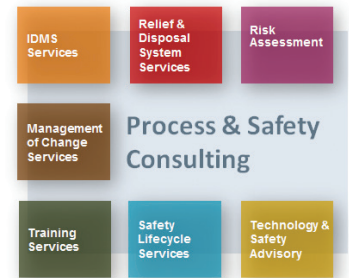 IDMS
Services
Relief &
Disposal
System
Services
Risk
Assessment
Management
of Change
Services
Process & Safety
Consulting
Training
Services
Safety
Lifecycle
Services
Technology &
Safety
Advisory